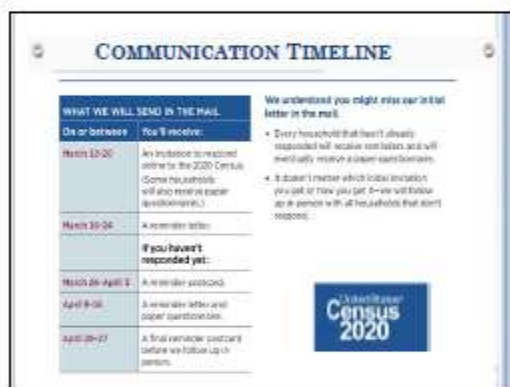 COMMUNICATION TIMELINE
WHAT WE WILL SEND IN THE MAIL
On or between You'll receive:
March 12-20 An invitation to respond
online to the 2020 Census.
(Some households
will also receive paper
questionnaires.)
March 16-24 A reminder letter.
If you haven't
responded yet:
March 26-April 3 A reminder postcard.
April 8-16 A reminder letter and
paper questionnaire.
April 20-27 A final reminder postcard
before we follow up in
person.
We understand you might miss our initial
letter in the mail.
• Every household that hasn't already
responded will receive reminders and will
eventually receive a paper questionnaire.
• It doesn't matter which initial invitation
you get or how you get it—we will follow
up in person with all households that don't
respond.
United States®
Census
2020